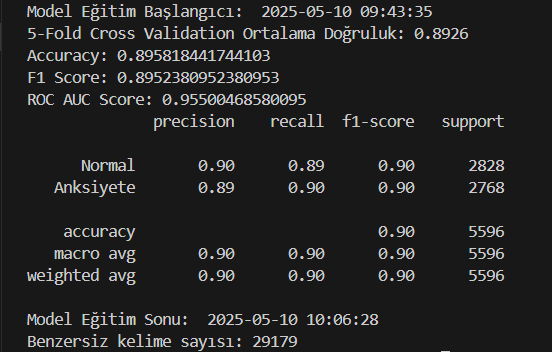 Model Eğitim Başlangıcı:  2025-05-10 09:43:35
5-Fold Cross Validation Ortalama Doğruluk: 0.8926
Accuracy: 0.895818441744103
F1 Score: 0.8952380952380953
ROC AUC Score: 0.95500468580095
              precision    recall  f1-score   support

      Normal       0.90      0.89      0.90      2828
   Anksiyete       0.89      0.90      0.90      2768

    accuracy                           0.90      5596
   macro avg       0.90      0.90      0.90      5596
weighted avg       0.90      0.90      0.90      5596

Model Eğitim Sonu:  2025-05-10 10:06:28
Benzersiz kelime sayısı: 29179